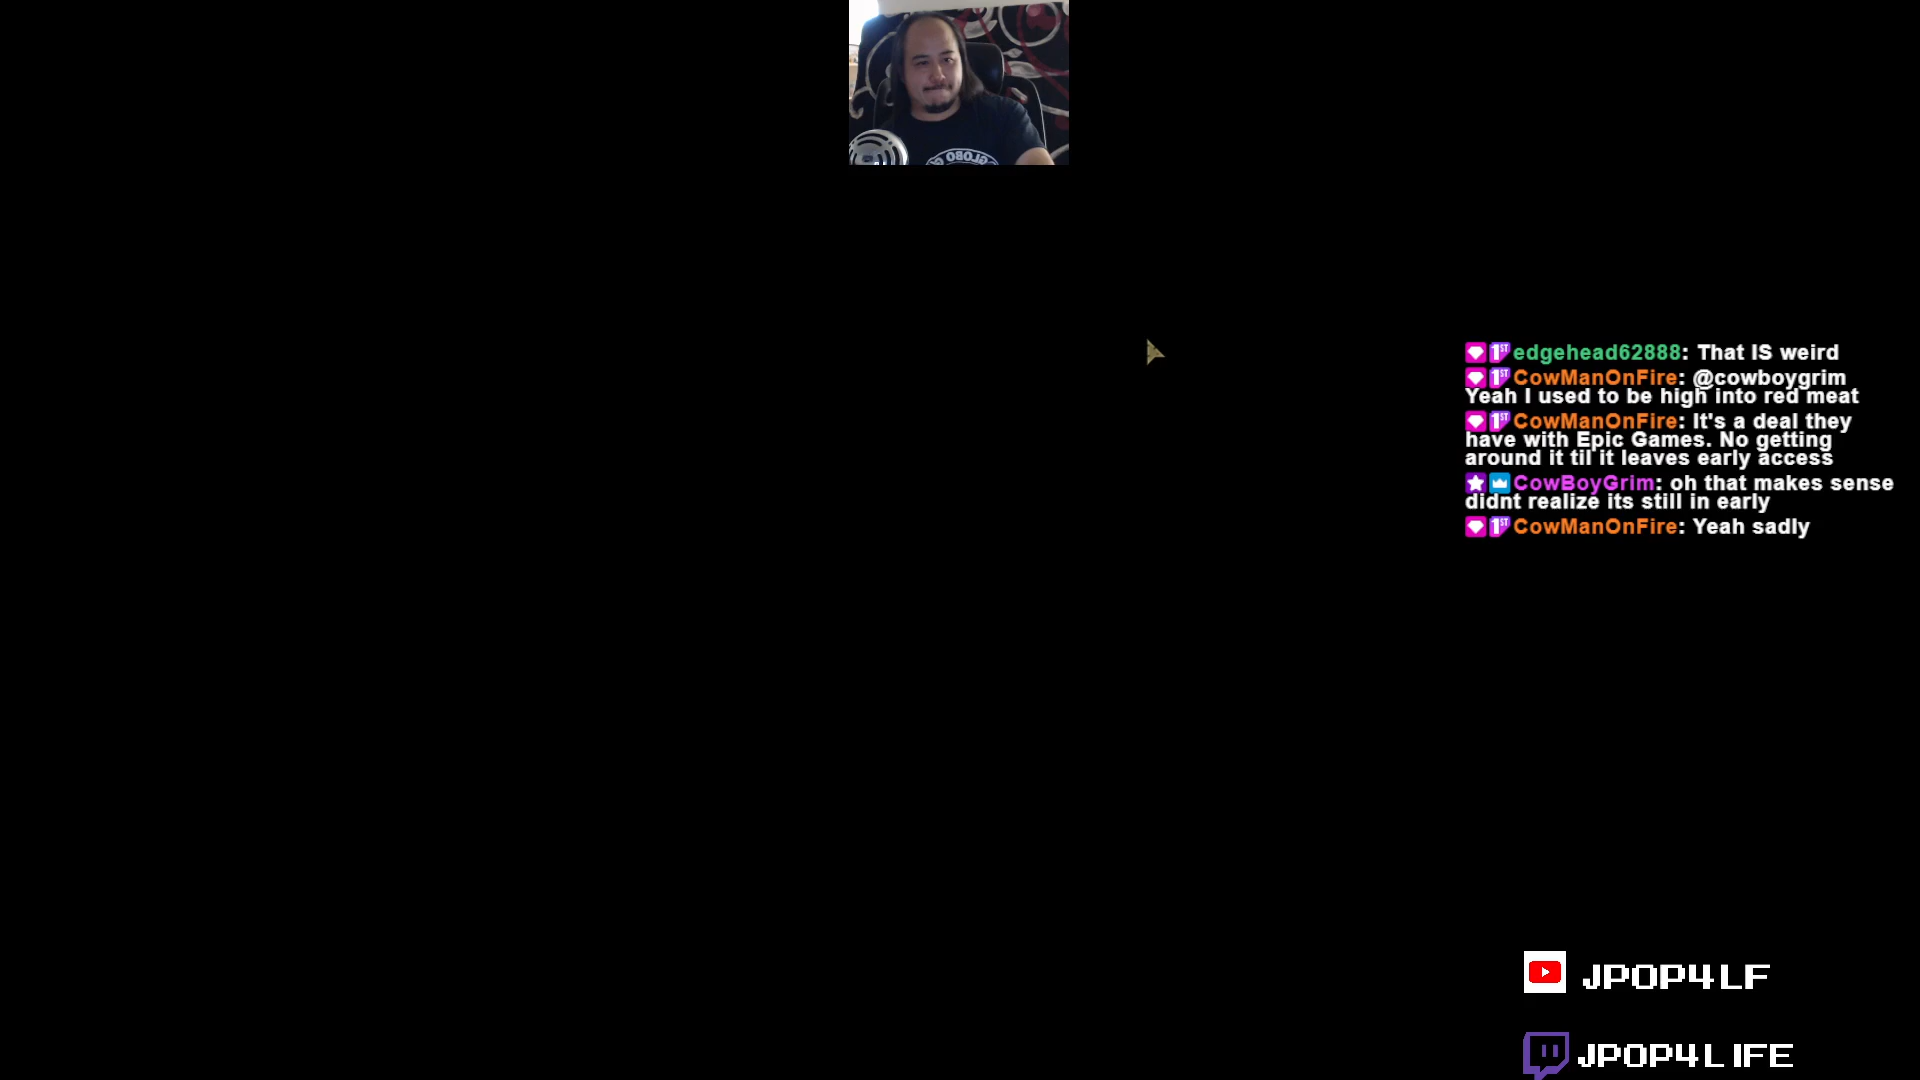 edgehead62888: That IS weird
CowManOnFire: @cowboygrim
Yeah I used to be high into red meat
CowManOnFire: It's a deal they
have with Epic Games. No getting
around it til it leaves early access
CowBoyGrim: oh that makes sense
didnt realize its still in early
CowManOnFire: Yeah sadly
JPOP4LF
JPOP4LIFE